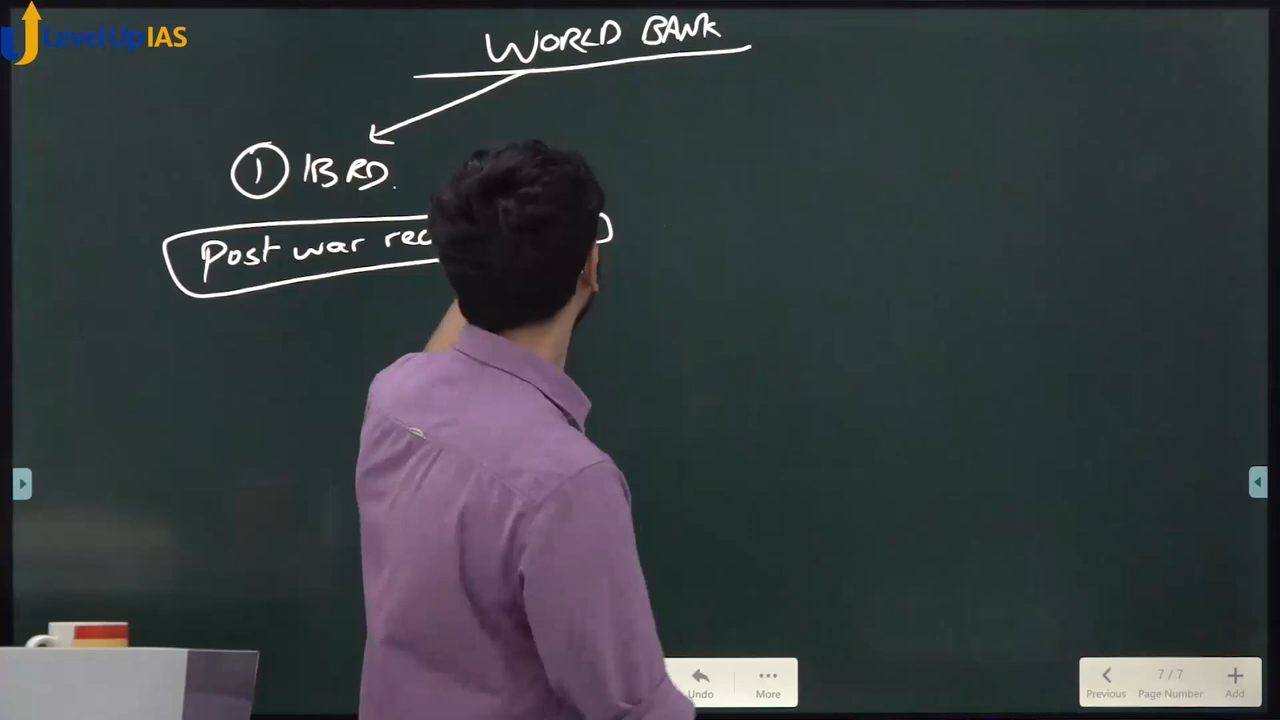 Level Up IAS
WORLD BANK
1 IBRD.
Post war rec
Undo
More
Previous
7/7
Page Number
Add